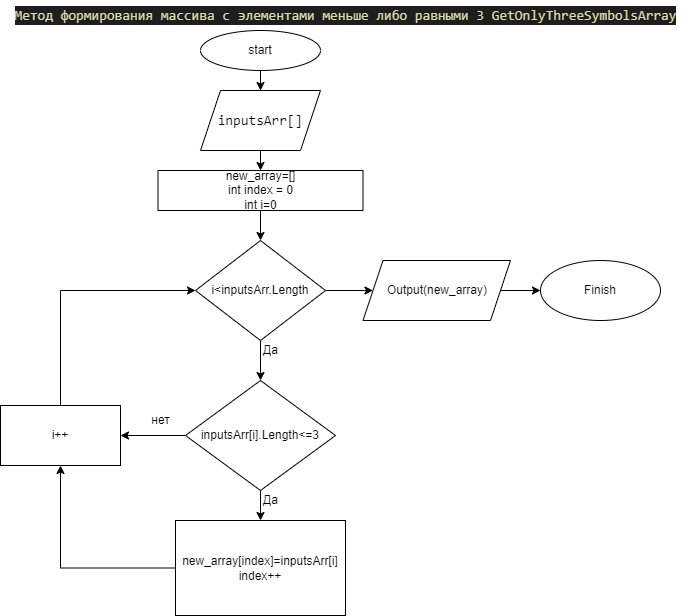 Метод формирования массива с элементами меньше либо равными 3 GetOnlyThreeSymbolsArray
start
inputsArr[]
new_array=[]
int index = 0
int i=0
i<inputsArr.Length
Output(new_array)
Finish
Да
нет
i++
inputsArr[i].Length<=3
Да
new_array[index]=inputsArr[i]
index++